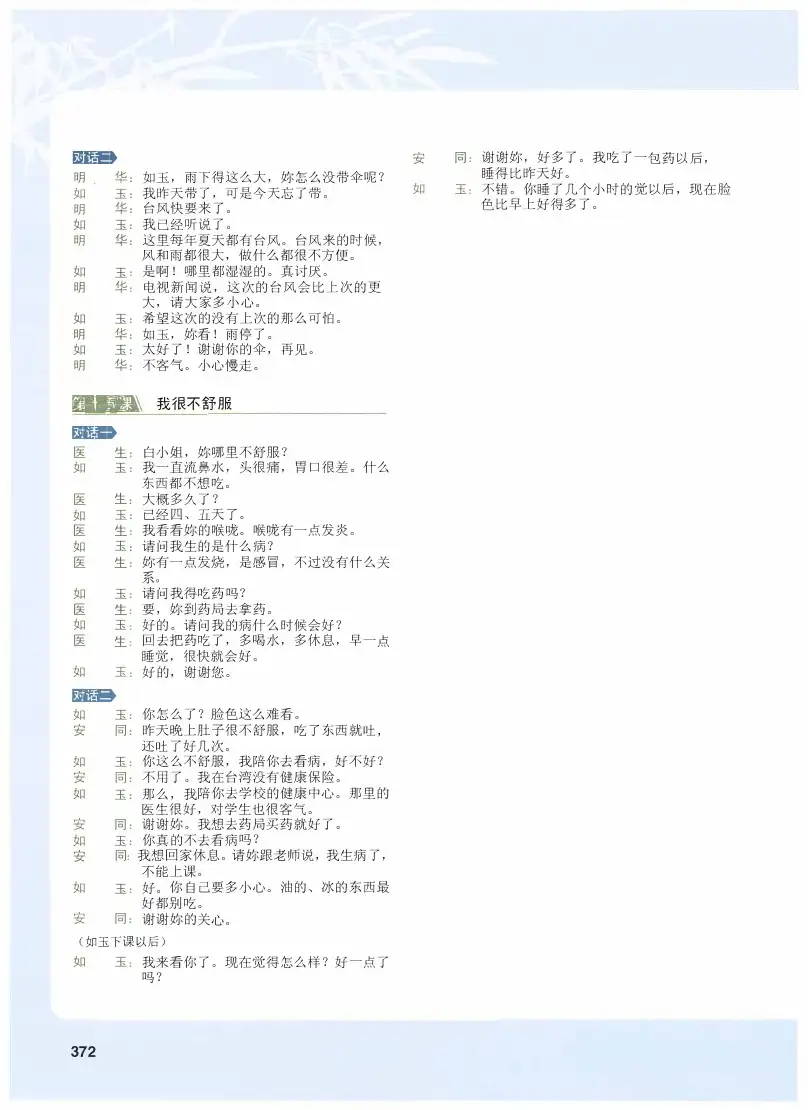 对话二
明　华：如玉，雨下得这么大，妳怎么没带伞呢？
如　玉：我昨天带了，可是今天忘了带。
明　华：台风快要来了。
如　玉：我已经听说了。
明　华：这里每年夏天都有台风。台风来的时候，
风和雨都很大，做什么都很不方便。
如　玉：是啊！哪里都湿湿的。真讨厌。
明　华：电视新闻说，这次的台风会比上次的更
大，请大家多小心。
如　玉：希望这次的没有上次的那么可怕。
明　华：如玉，妳看！雨停了。
如　玉：太好了！谢谢你的伞，再见。
明　华：不客气。小心慢走。
第十五课 我很不舒服
对话一
医　生：白小姐，妳哪里不舒服？
如　玉：我一直流鼻水，头很痛，胃口很差。什么
东西都不想吃。
医　生：大概多久了？
如　玉：已经四、五天了。
医　生：我看看妳的喉咙。喉咙有一点发炎。
如　玉：请问我生的是什么病？
医　生：妳有一点发烧，是感冒，不过没有什么关
系。
如　玉：请问我得吃药吗？
医　生：要，妳到药局去拿药。
如　玉：好的。请问我的病什么时候会好？
医　生：回去把药吃了，多喝水，多休息，早一点
睡觉，很快就会好。
如　玉：好的，谢谢您。
对话二
如　玉：你怎么了？脸色这么难看。
安　同：昨天晚上肚子很不舒服，吃了东西就吐，
还吐了好几次。
如　玉：你这么不舒服，我陪你去看病，好不好？
安　同：不用了。我在台湾没有健康保险。
如　玉：那么，我陪你去学校的健康中心。那里的
医生很好，对学生也很客气。
安　同：谢谢妳。我想去药局买药就好了。
如　玉：你真的不去看病吗？
安　同：我想回家休息。请妳跟老师说，我生病了，
不能上课。
如　玉：好。你自己要多小心。油的、冰的东西最
好都别吃。
安　同：谢谢妳的关心。
（如玉下课以后）
如　玉：我来看你了。现在觉得怎么样？好一点了
吗？
安　同：谢谢妳，好多了。我吃了一包药以后，
睡得比昨天好。
如　玉：不错。你睡了几个小时的觉以后，现在脸
色比早上好得多了。
372